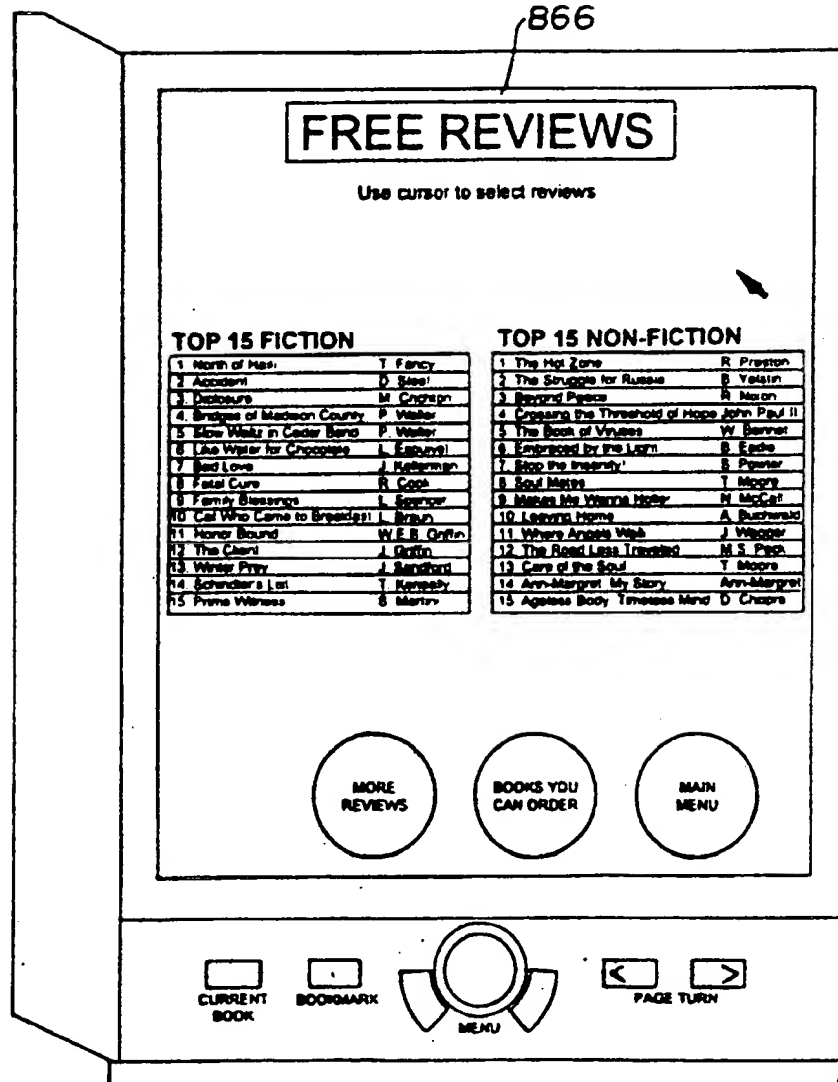 866
FREE REVIEWS
Use cursor to select reviews
TOP 15 FICTION
1 North of T. Fancy
2 Accident D. Steel
3. Disclosure M. Crichton
4. Bridges of Madison County P. Waller
5 Slow Waltz in Cedar Bend P. Waller
6 Like Water for Chocolate L. Esquivel
7 Bad Love J. Kellerman
8 Fatal Cure R. Cook
9 Family Blessings L. Spencer
10 Cat Who Came to Breakfast L. Braun
11 Honor Bound W.E.B. Griffin
12 The Client J. Griffin
13. Winter Prey J. Sandford
14 Schindler's List T. Keneally
15 Prime Witness S. Martini
TOP 15 NON-FICTION
1 The Hot Zone R. Preston
2 The Struggle for Russia B. Yelstin
3 Beyond Peace R. Nixon
4 Crossing the Threshold of Hope John Paul II
5 The Book of Viruses W. Bennet
6 Embraced by the Light B. Eadie
7 Stop the Insanity! S. Powter
8 Soul Mates T. Moore
9 Makes Me Wanna Holler N. McCall
10 Leaving Home A. Buchwald
11 Where Angels Walk J. Wagger
12 The Road Less Traveled M.S. Peck
13 Care of the Soul T. Moore
14 Ann-Margret My Story Ann-Margret
15 Ageless Body Timeless Mind D. Chopra
MORE
REVIEWS
BOOKS YOU
CAN ORDER
MAIN
MENU
CURRENT
BOOK
BOOKMARK
MENU
< >
PAGE TURN